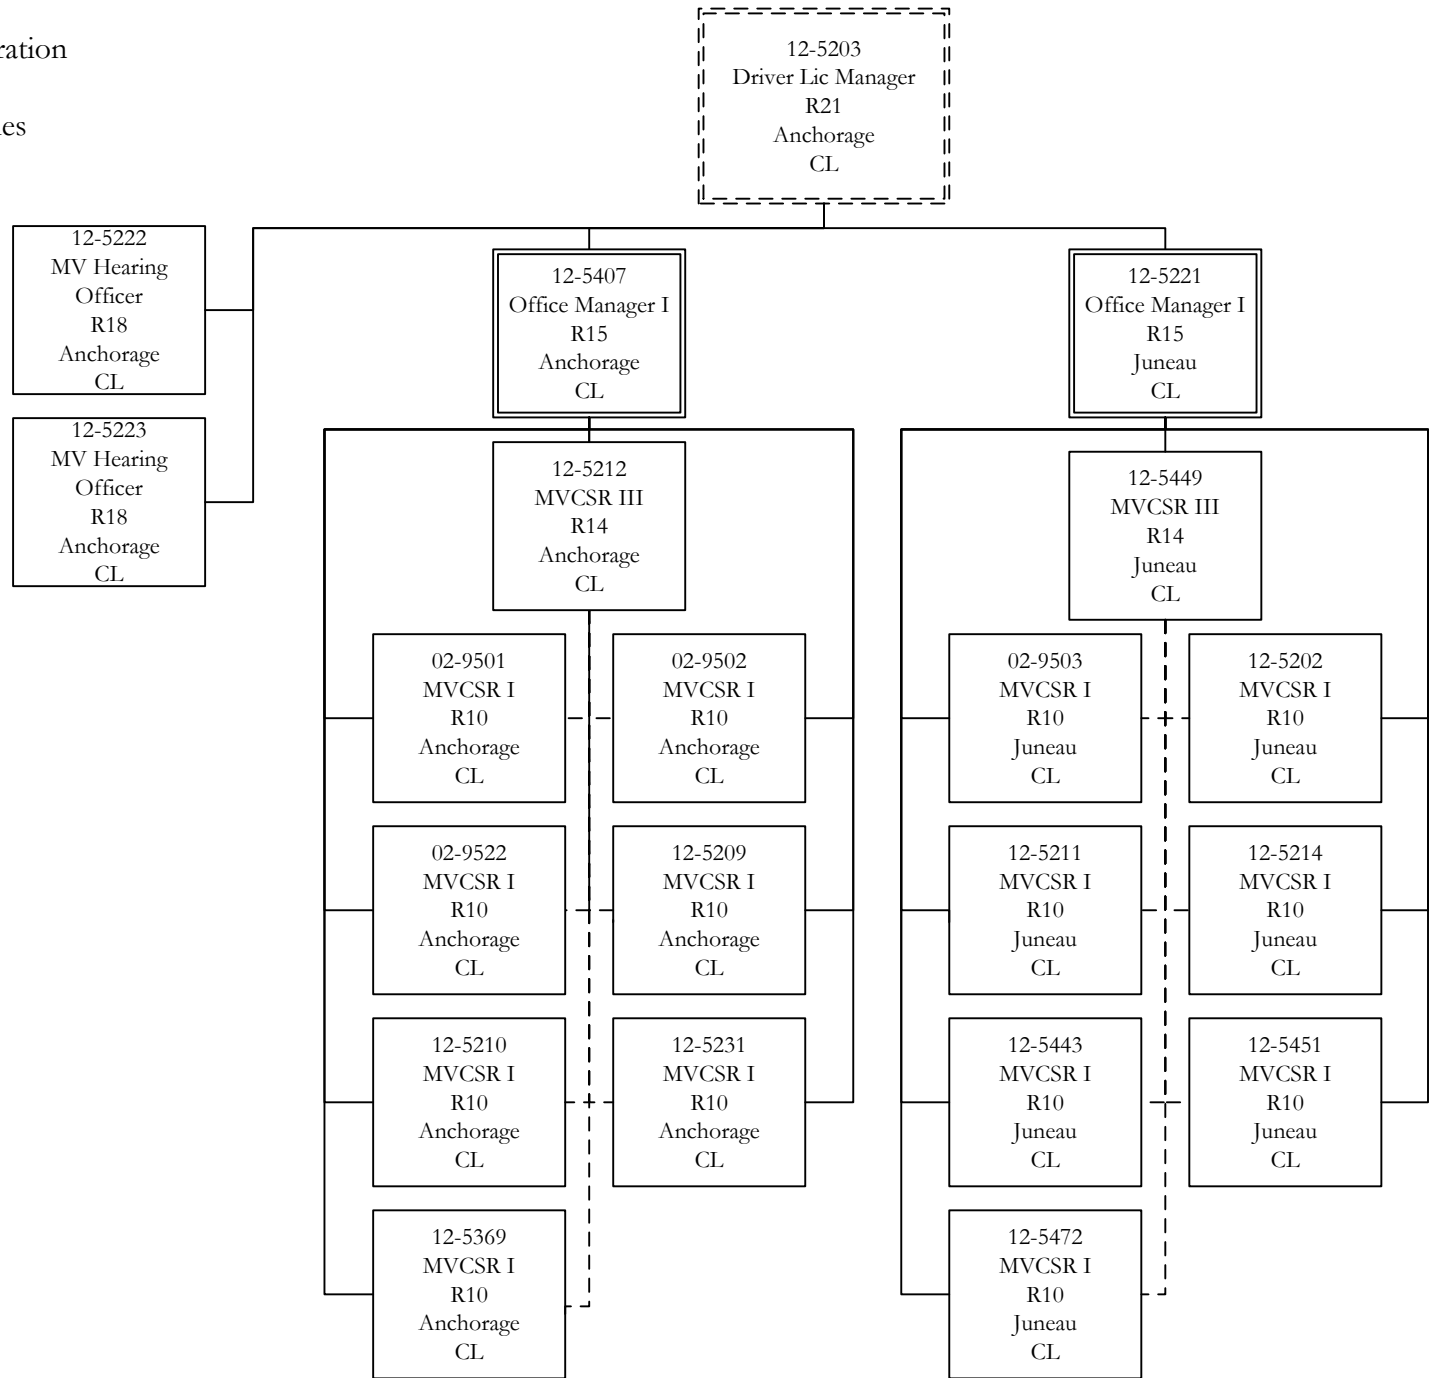 12-5203
Driver Lic Manager
R21
Anchorage
CL
12-5222
MV Hearing
Officer
R18
Anchorage
CL
12-5223
MV Hearing
Officer
R18
Anchorage
CL
12-5407
Office Manager I
R15
Anchorage
CL
12-5221
Office Manager I
R15
Juneau
CL
12-5212
MVCSR III
R14
Anchorage
CL
12-5449
MVCSR III
R14
Juneau
CL
02-9501
MVCSR I
R10
Anchorage
CL
02-9502
MVCSR I
R10
Anchorage
CL
02-9503
MVCSR I
R10
Juneau
CL
12-5202
MVCSR I
R10
Juneau
CL
02-9522
MVCSR I
R10
Anchorage
CL
12-5209
MVCSR I
R10
Anchorage
CL
12-5211
MVCSR I
R10
Juneau
CL
12-5214
MVCSR I
R10
Juneau
CL
12-5210
MVCSR I
R10
Anchorage
CL
12-5231
MVCSR I
R10
Anchorage
CL
12-5443
MVCSR I
R10
Juneau
CL
12-5451
MVCSR I
R10
Juneau
CL
12-5369
MVCSR I
R10
Anchorage
CL
12-5472
MVCSR I
R10
Juneau
CL